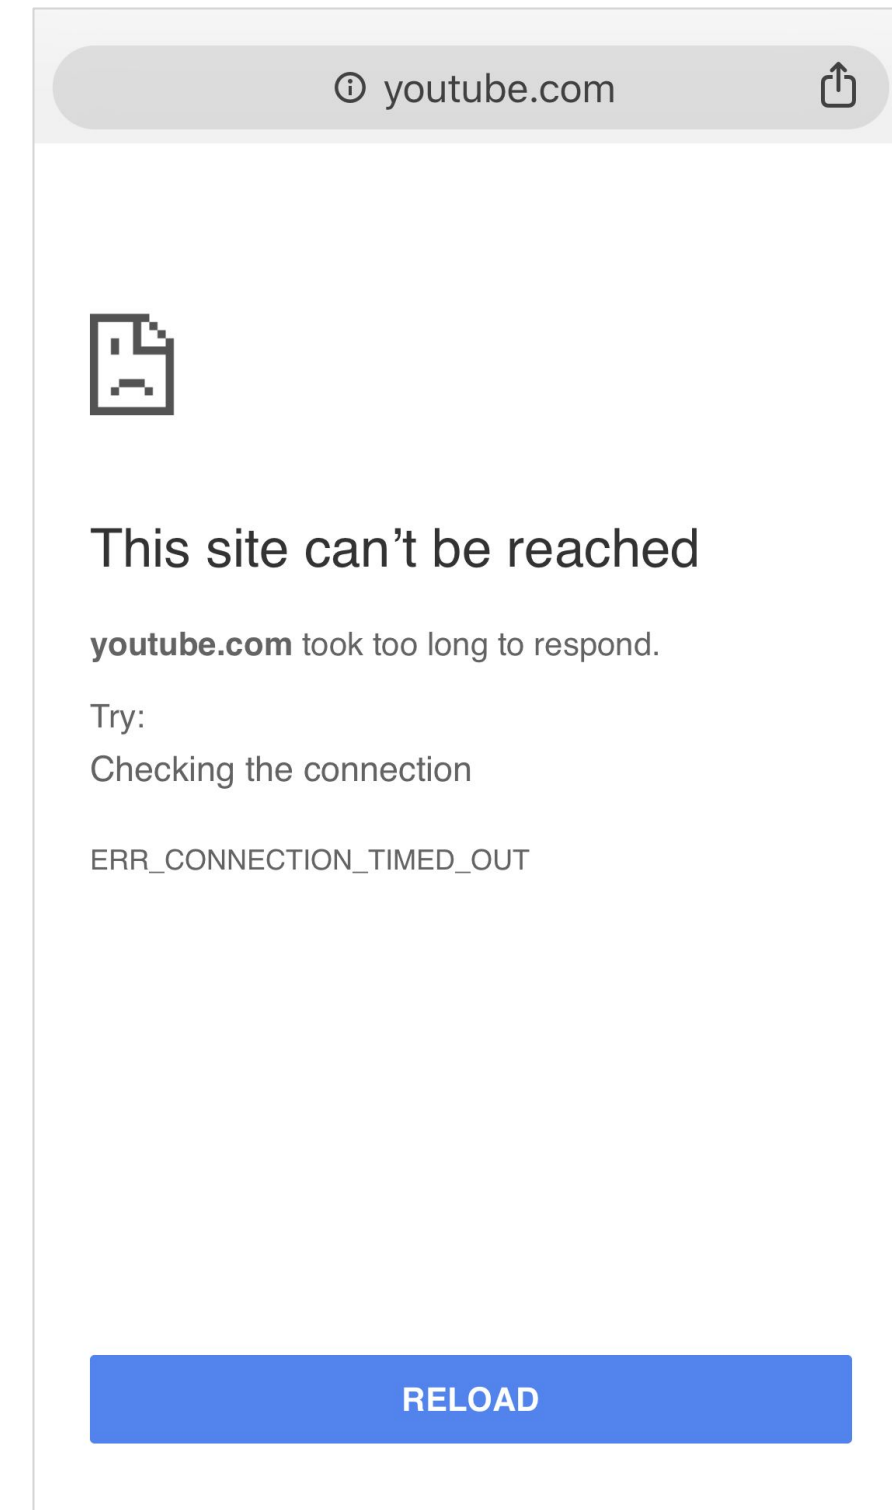 youtube.com
This site can’t be reached
youtube.com took too long to respond.
Try:
Checking the connection
ERR_CONNECTION_TIMED_OUT
RELOAD